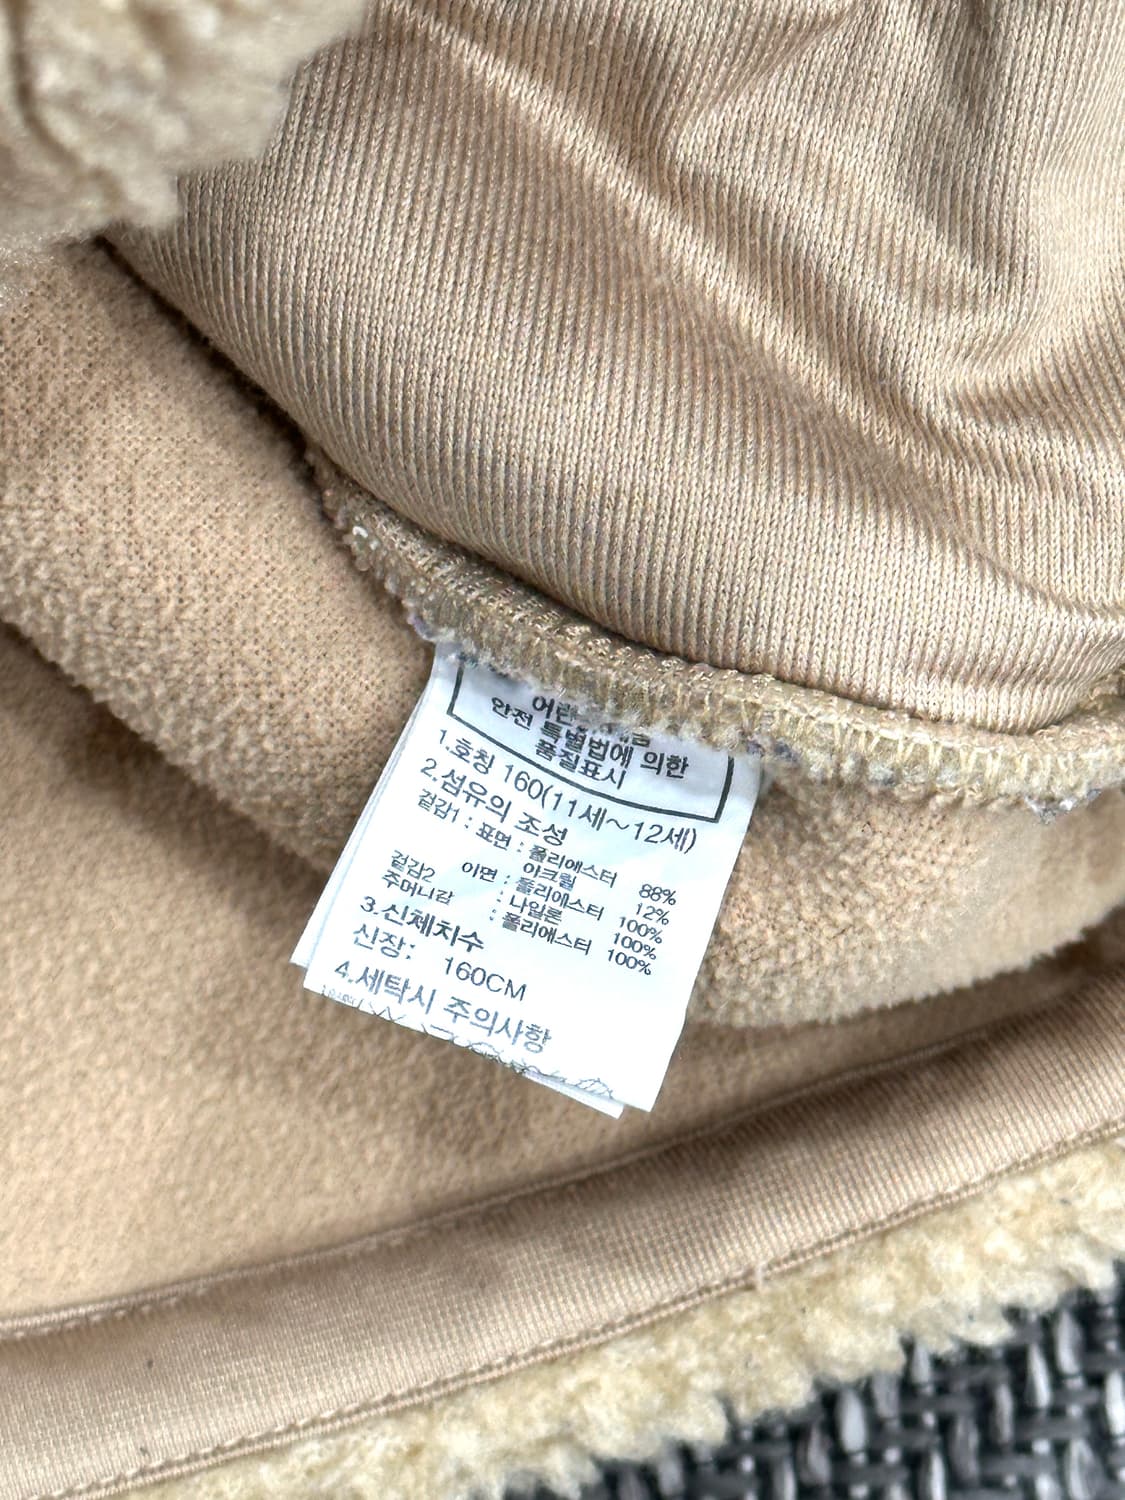 안전 특별법에 의한
품질표시
1.호칭 160(11세~12세)
2.섬유의 조성
겉감1 : 표면 : 폴리에스터 88%
아크릴 12%
이면 : 폴리에스터 100%
겉감2 : 나일론 100%
주머니감 : 폴리에스터 100%
3.신체치수
신장: 160CM
4.세탁시 주의사항